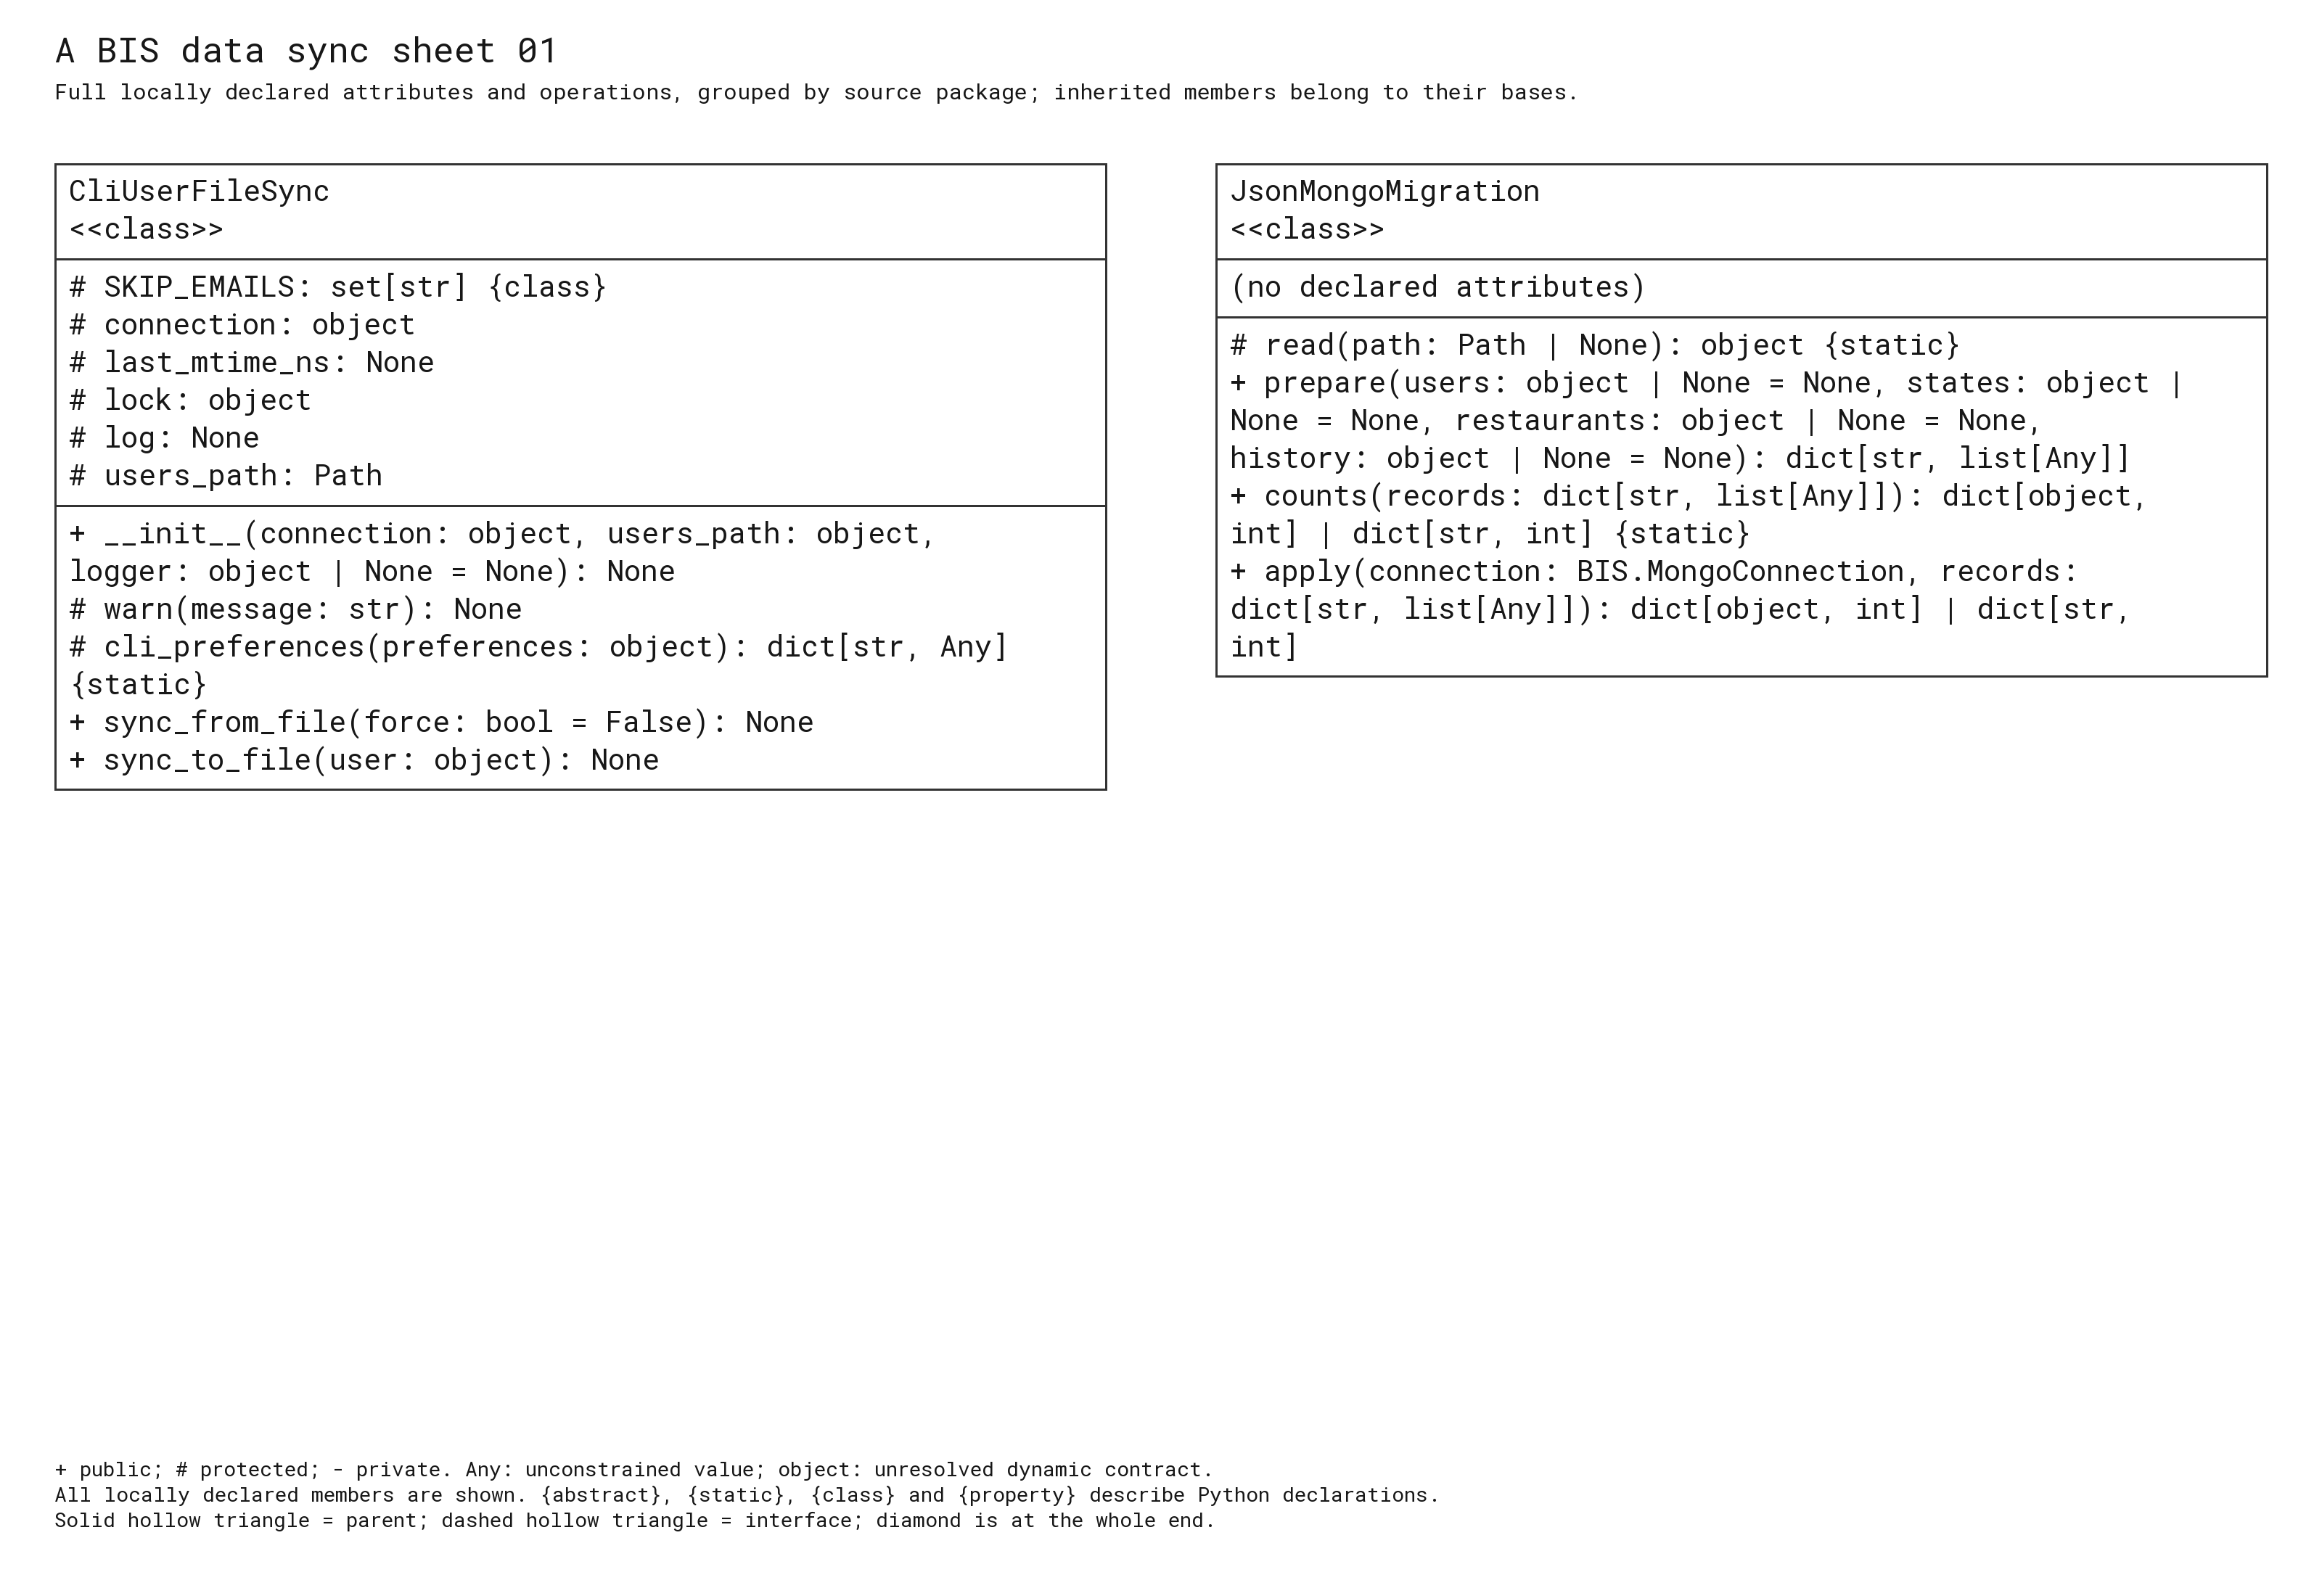 A BIS data sync sheet 01
Full locally declared attributes and operations, grouped by source package; inherited members belong to their bases.
CliUserFileSync
<<class>>
# SKIP_EMAILS: set[str] {class}
# connection: object
# last_mtime_ns: None
# lock: object
# log: None
# users_path: Path
+ __init__(connection: object, users_path: object,
logger: object | None = None): None
# warn(message: str): None
# cli_preferences(preferences: object): dict[str, Any]
{static}
+ sync_from_file(force: bool = False): None
+ sync_to_file(user: object): None
JsonMongoMigration
<<class>>
(no declared attributes)
# read(path: Path | None): object {static}
+ prepare(users: object | None = None, states: object |
None = None, restaurants: object | None = None,
history: object | None = None): dict[str, list[Any]]
+ counts(records: dict[str, list[Any]]): dict[object,
int] | dict[str, int] {static}
+ apply(connection: BIS.MongoConnection, records:
dict[str, list[Any]]): dict[object, int] | dict[str,
int]
+ public; # protected; - private. Any: unconstrained value; object: unresolved dynamic contract.
All locally declared members are shown. {abstract}, {static}, {class} and {property} describe Python declarations.
Solid hollow triangle = parent; dashed hollow triangle = interface; diamond is at the whole end.